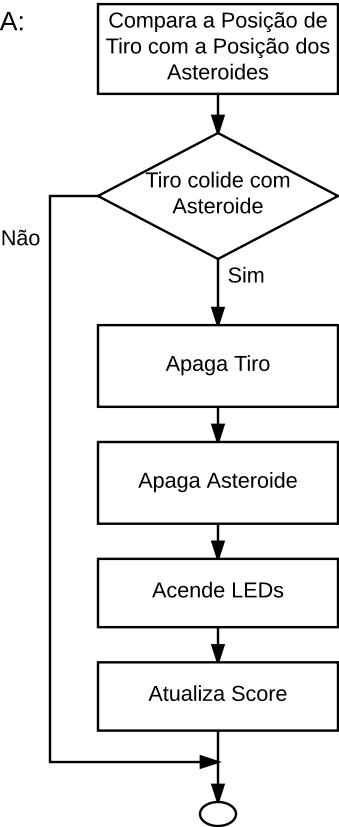 A:
Compara a Posição de
Tiro com a Posição dos
Asteroides
Tiro colide com
Asteroide
Não
Sim
Apaga Tiro
Apaga Asteroide
Acende LEDs
Atualiza Score